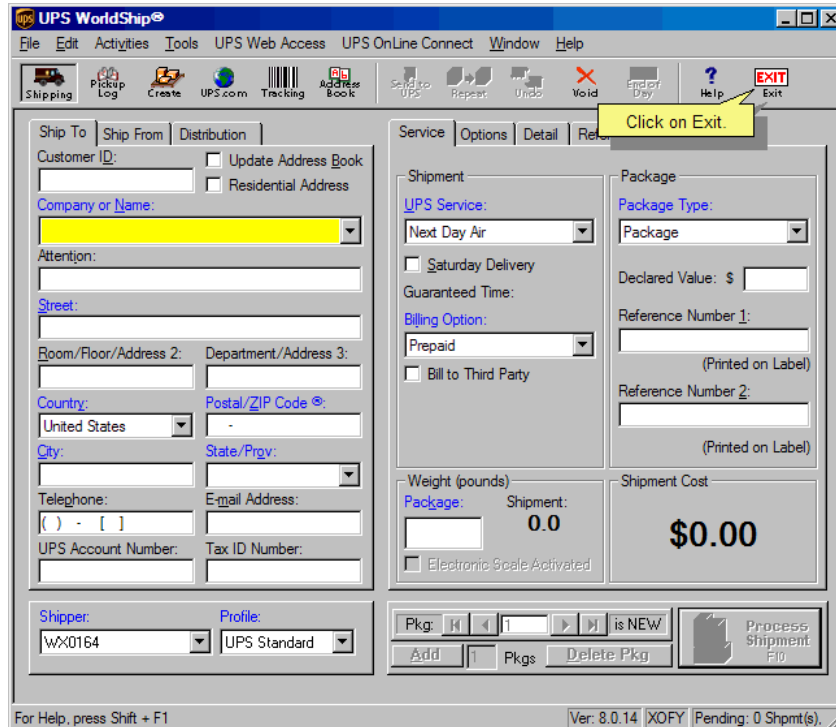 UPS WorldShip®
File Edit Activities Tools UPS Web Access UPS OnLine Connect Window Help
Shipping Pickup Log Create UPS.com Tracking Address Book Send to UPS Repeat Undo Void End of Day Help EXIT Exit
Click on Exit.
Ship To Ship From Distribution
Customer ID: Update Address Book
Residential Address
Company or Name:
Attention:
Street:
Room/Floor/Address 2: Department/Address 3:
Country: Postal/ZIP Code ®:
United States -
City: State/Prov:
Telephone: E-mail Address:
( ) - [ ]
UPS Account Number: Tax ID Number:
Shipper: Profile:
WX0164 UPS Standard
Service Options Detail
Shipment
UPS Service:
Next Day Air
Saturday Delivery
Guaranteed Time:
Billing Option:
Prepaid
Bill to Third Party
Package
Package Type:
Package
Declared Value: $
Reference Number 1:
(Printed on Label)
Reference Number 2:
(Printed on Label)
Weight (pounds)
Package: Shipment:
0.0
Electronic Scale Activated
Shipment Cost
$0.00
Pkg: 1 is NEW
Add 1 Pkgs Delete Pkg
Process Shipment F10
For Help, press Shift + F1 Ver: 8.0.14 XOFY Pending: 0 Shpmt(s).